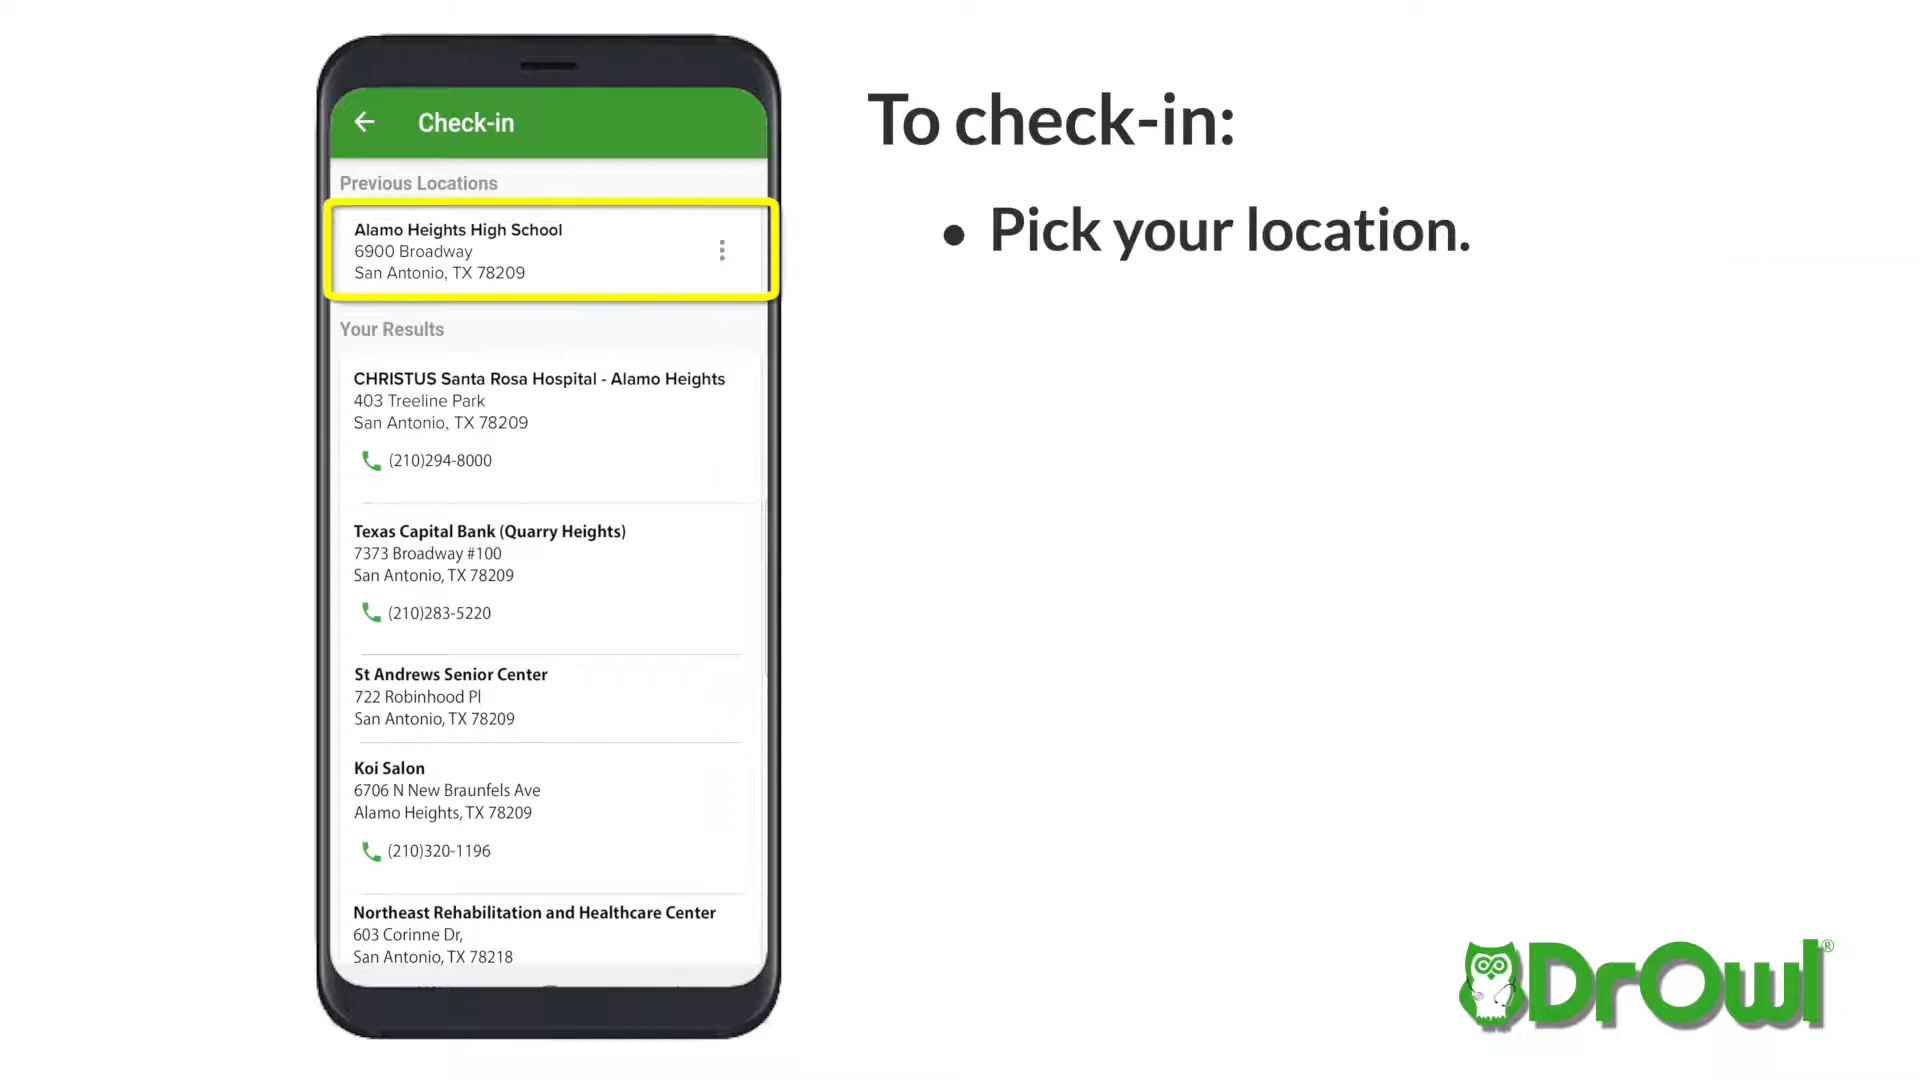 Check-in
Previous Locations
Alamo Heights High School
6900 Broadway
San Antonio, TX 78209
Your Results
CHRISTUS Santa Rosa Hospital - Alamo Heights
403 Treeline Park
San Antonio, TX 78209
(210)294-8000
Texas Capital Bank (Quarry Heights)
7373 Broadway #100
San Antonio, TX 78209
(210)283-5220
St Andrews Senior Center
722 Robinhood Pl
San Antonio, TX 78209
Koi Salon
6706 N New Braunfels Ave
Alamo Heights, TX 78209
(210)320-1196
Northeast Rehabilitation and Healthcare Center
603 Corinne Dr,
San Antonio, TX 78218
To check-in:
• Pick your location.
DrOwl®